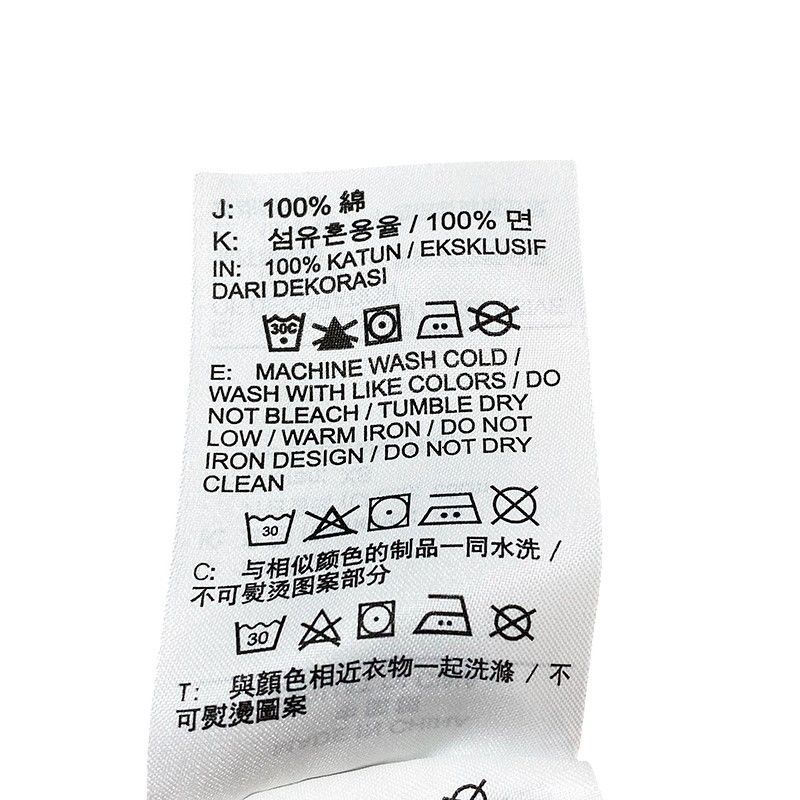 J: 100% 綿
K: 섬유혼용율 / 100% 면
IN: 100% KATUN / EKSKLUSIF
DARI DEKORASI
30C
E: MACHINE WASH COLD /
WASH WITH LIKE COLORS / DO
NOT BLEACH / TUMBLE DRY
LOW / WARM IRON / DO NOT
IRON DESIGN / DO NOT DRY
CLEAN
30
C: 与相似颜色的制品一同水洗 /
不可熨烫图案部分
30
T: 與顏色相近衣物一起洗滌 / 不
可熨燙圖案